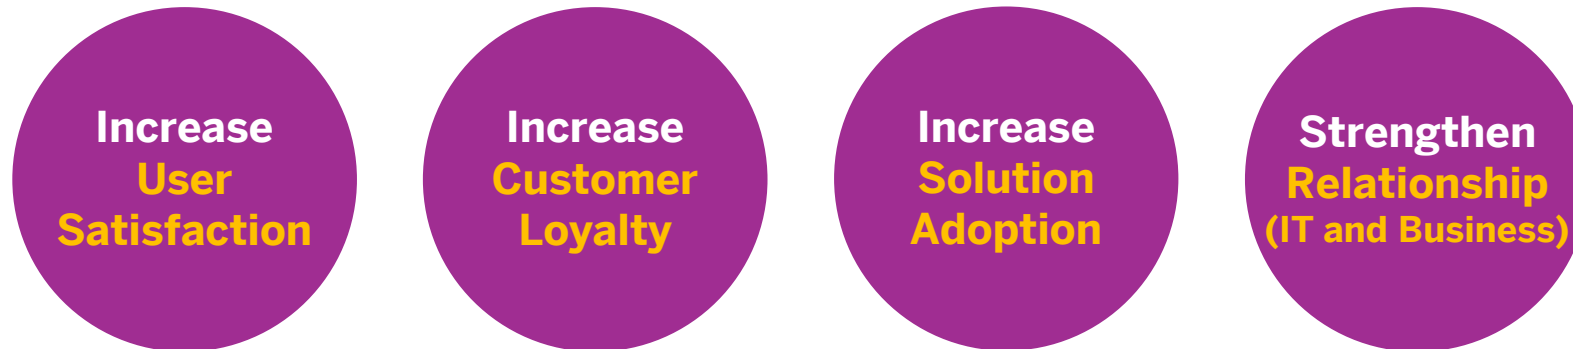 Increase
User
Satisfaction
Increase
Customer
Loyalty
Increase
Solution
Adoption
Strengthen
Relationship
(IT and Business)